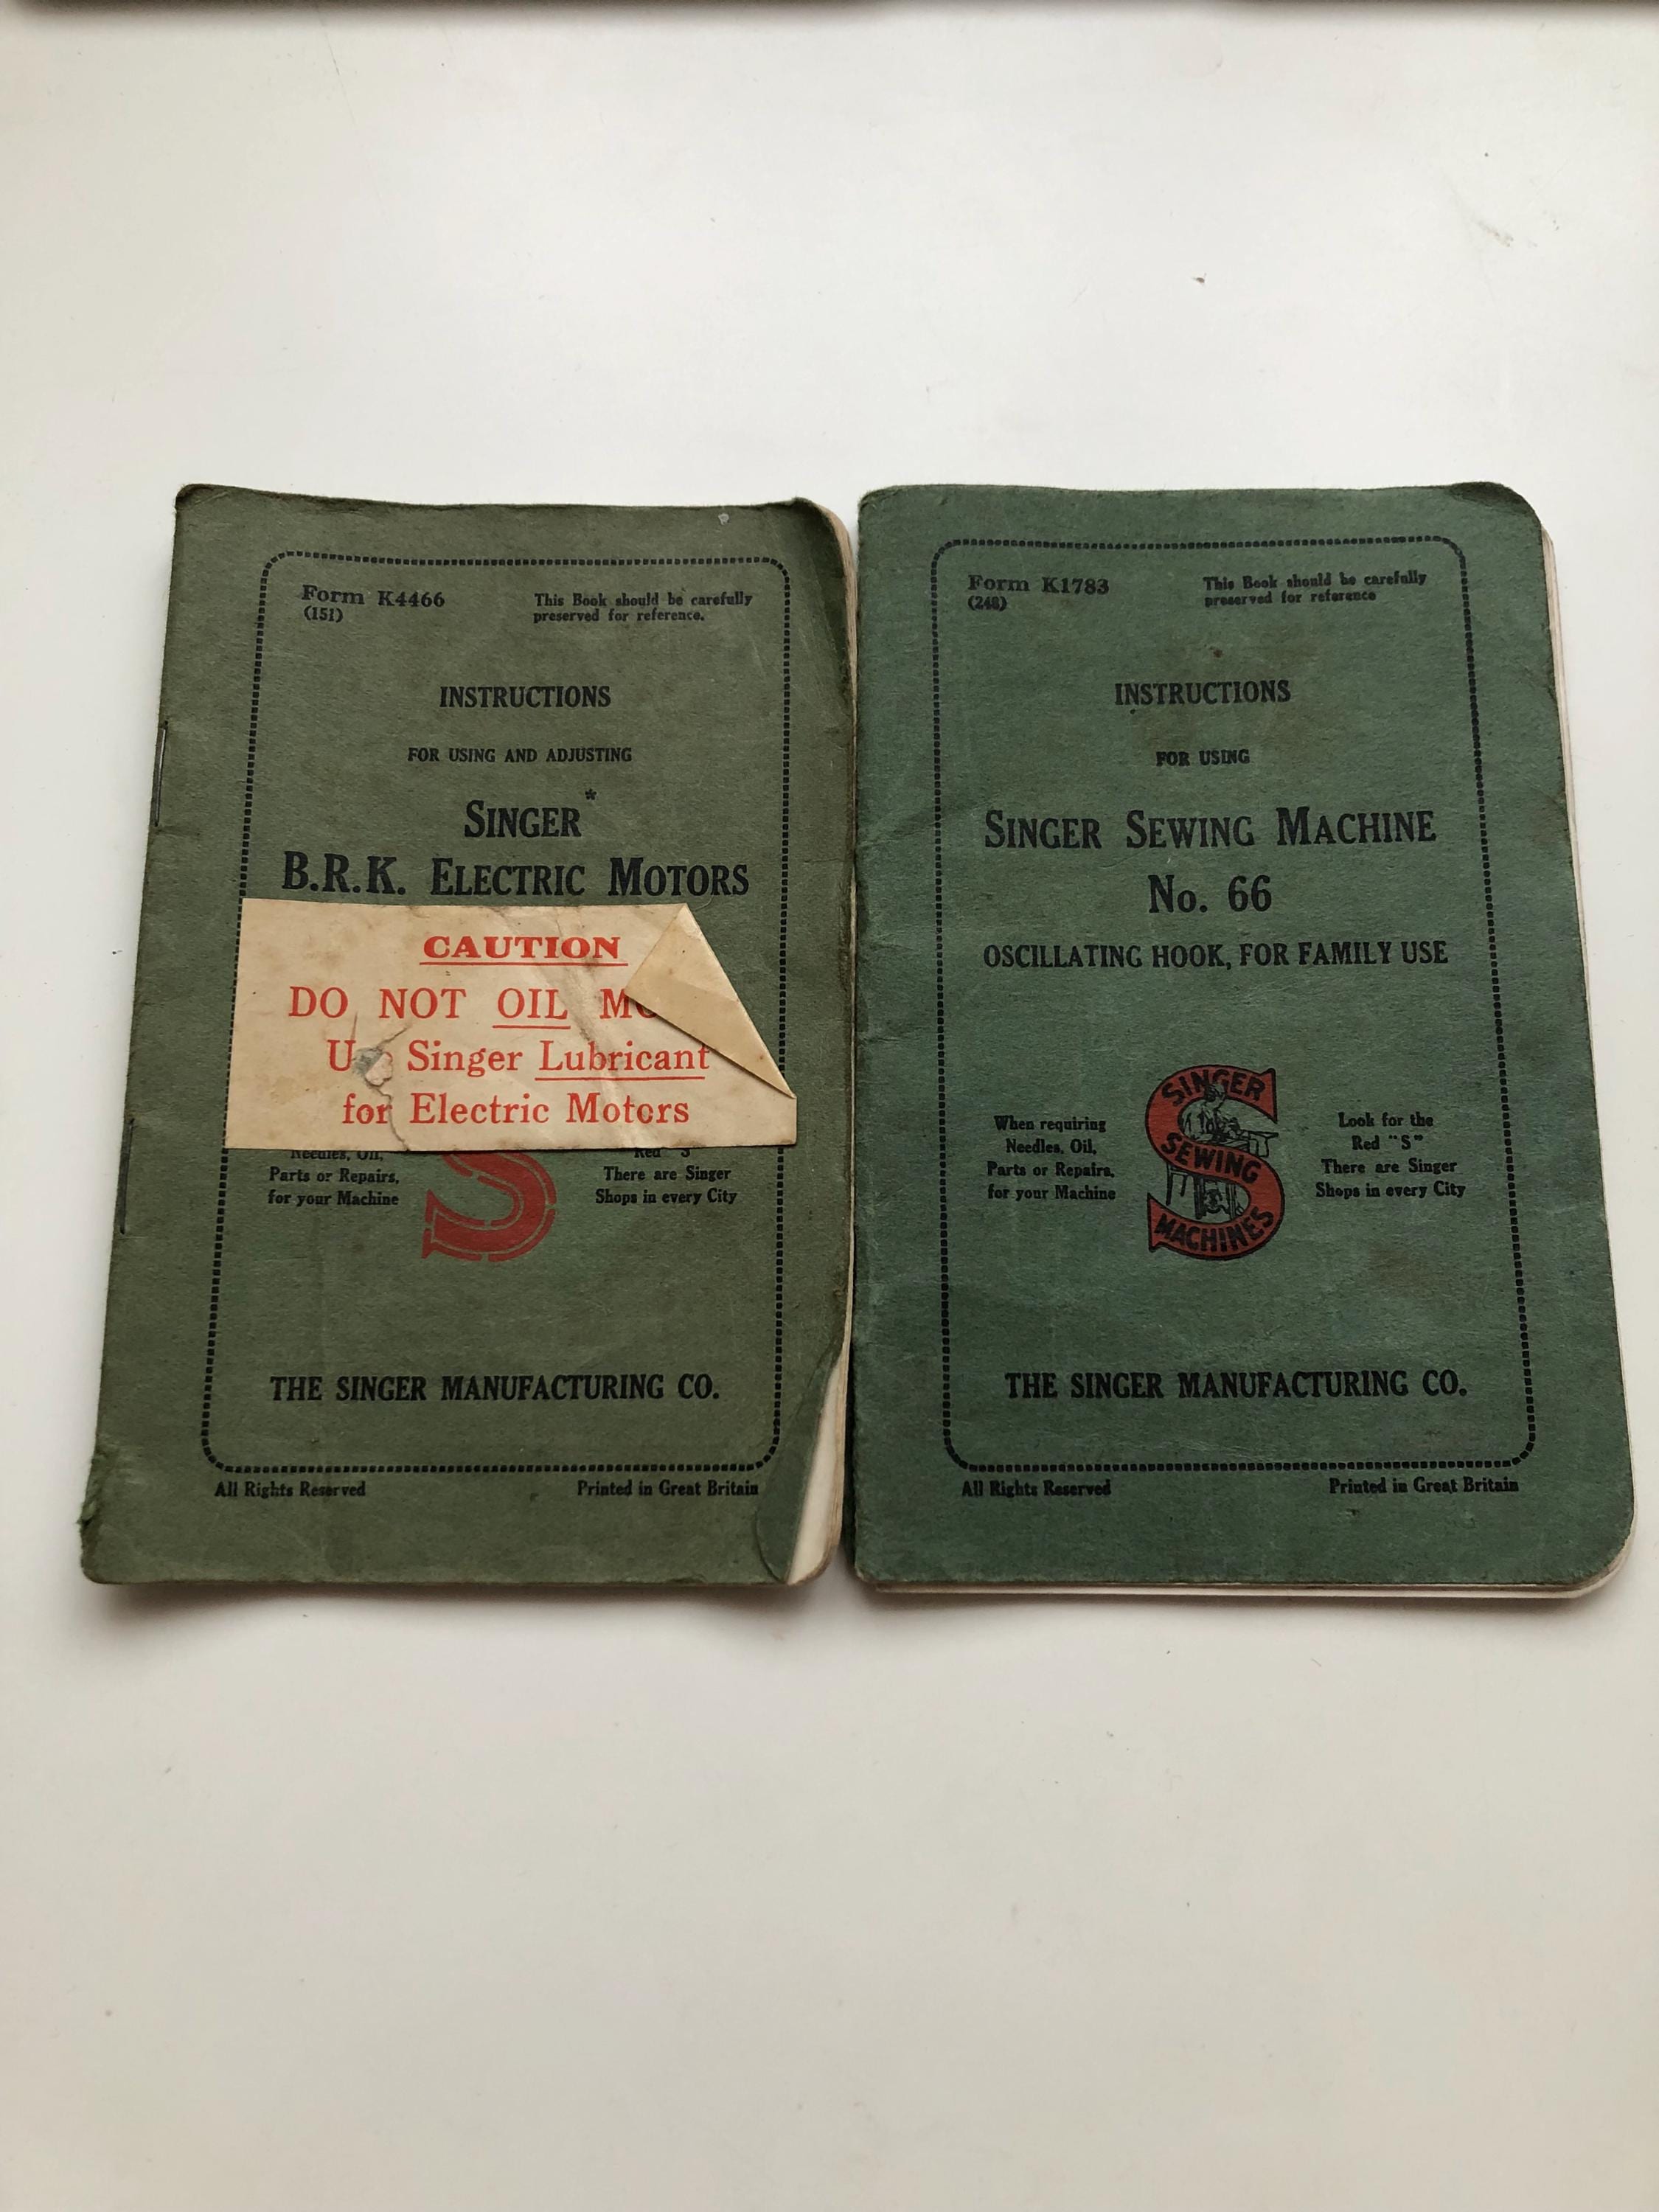 Form K4466
(151)
This Book should be carefully
preserved for reference.
INSTRUCTIONS
FOR USING AND ADJUSTING
SINGER*
B.R.K. ELECTRIC MOTORS
CAUTION
DO NOT OIL
Singer Lubricant
for Electric Motors
Needles, Oil,
Parts or Repairs,
for your Machine
Red "S"
There are Singer
Shops in every City
THE SINGER MANUFACTURING CO.
All Rights Reserved
Printed in Great Britain
Form K1783
(248)
This Book should be carefully
preserved for reference
INSTRUCTIONS
FOR USING
SINGER SEWING MACHINE
No. 66
OSCILLATING HOOK, FOR FAMILY USE
When requiring
Needles, Oil,
Parts or Repairs,
for your Machine
SINGER
SEWING
MACHINES
Look for the
Red "S"
There are Singer
Shops in every City
THE SINGER MANUFACTURING CO.
All Rights Reserved
Printed in Great Britain